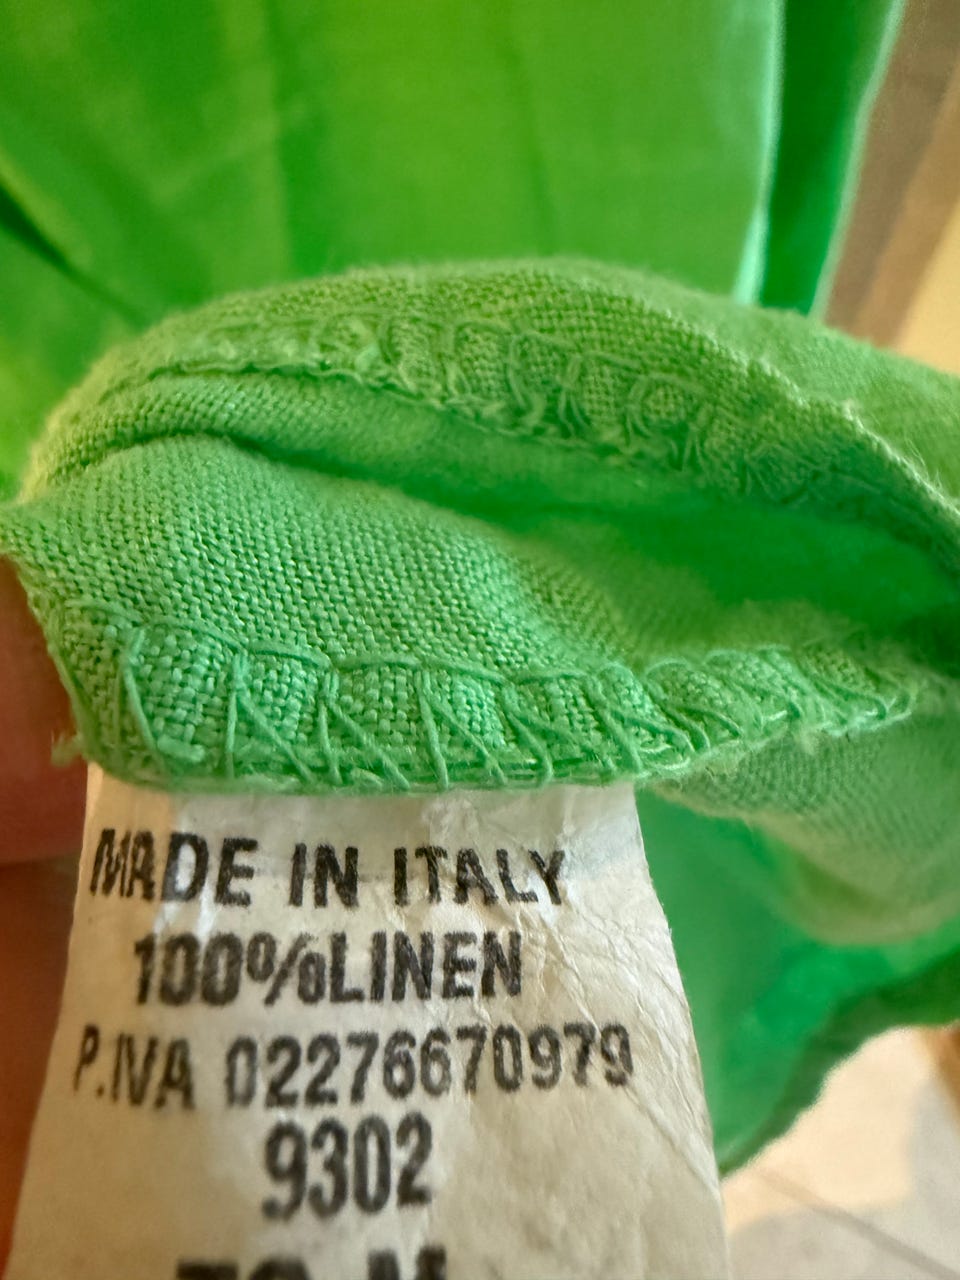 MADE IN ITALY
100%LINEN
P.IVA 02276670979
9302